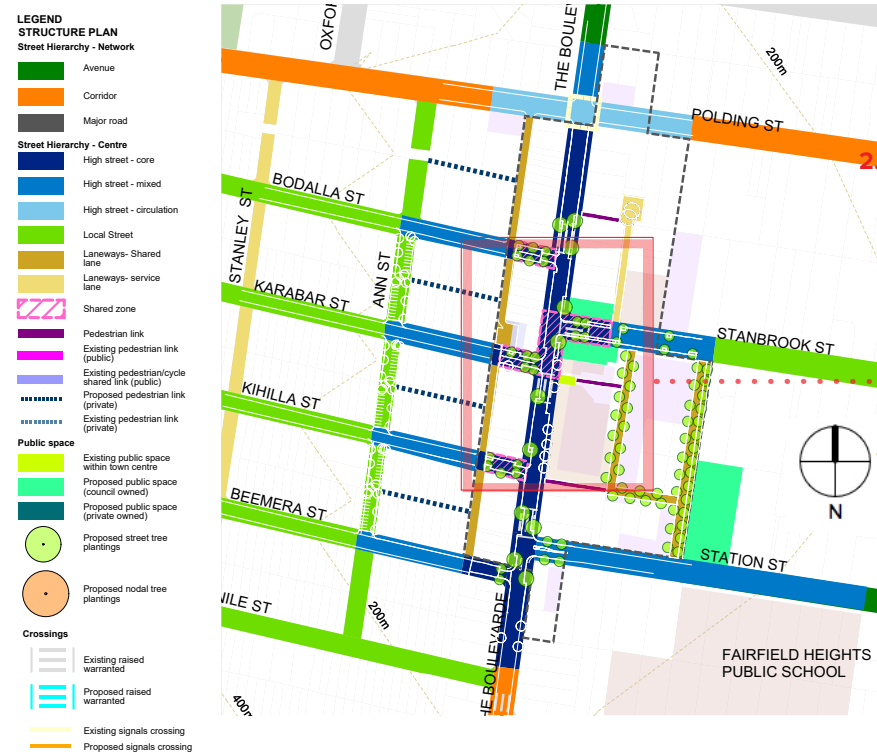 LEGEND
STRUCTURE PLAN
Street Hierarchy - Network
Avenue
Corridor
Major road
Street Hierarchy - Centre
High street - core
High street - mixed
High street - circulation
Local Street
Laneways- Shared
lane
Laneways- service
lane
Shared zone
Pedestrian link
Existing pedestrian link
(public)
Existing pedestrian/cycle
shared link (public)
Proposed pedestrian link
(private)
Existing pedestrian link
(private)
Public space
Existing public space
within town centre
Proposed public space
(council owned)
Proposed public space
(private owned)
Proposed street tree
plantings
Proposed nodal tree
plantings
Crossings
Existing raised
warranted
Proposed raised
warranted
Existing signals crossing
Proposed signals crossing
OXFO
THE BOULEV
200m
POLDING ST
2
BODALLA ST
STANLEY ST
ANN ST
KARABAR ST
STANBROOK ST
KIHILLA ST
BEEMERA ST
N
STATION ST
NILE ST
200m
HE BOULEVARDE
FAIRFIELD HEIGHTS
PUBLIC SCHOOL
400m